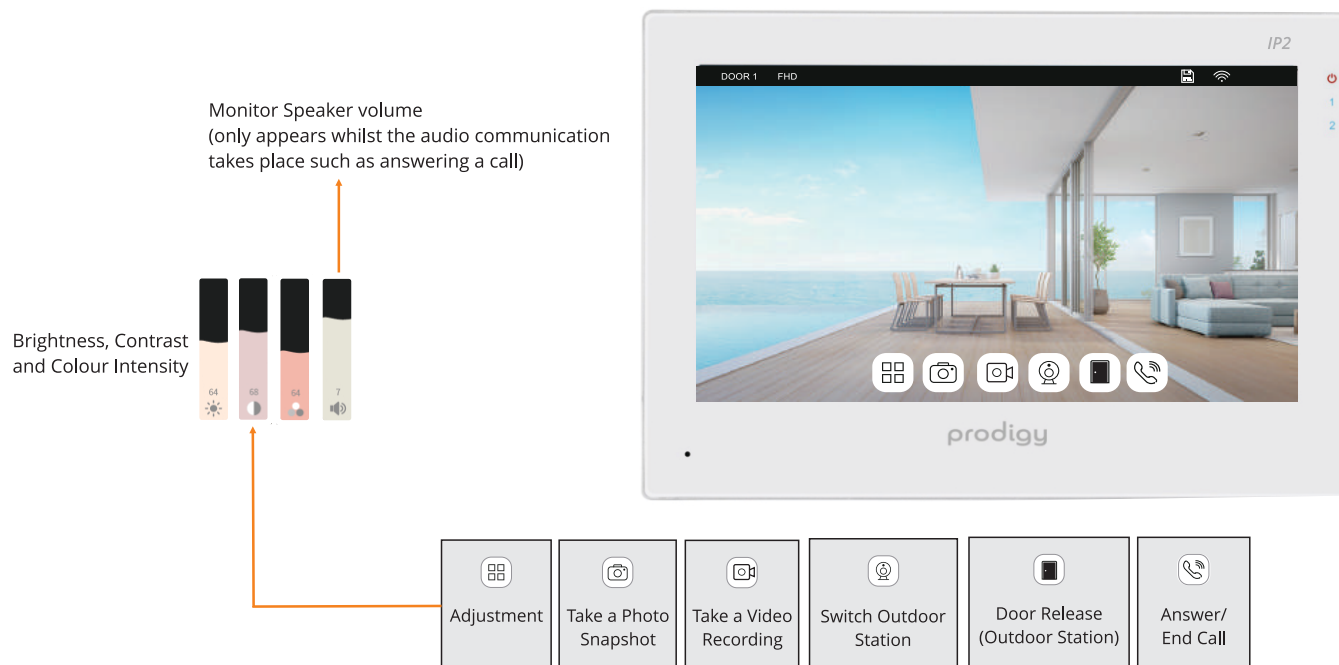 IP2
DOOR 1 FHD
1
2
Monitor Speaker volume
(only appears whilst the audio communication
takes place such as answering a call)
Brightness, Contrast
and Colour Intensity
64 68 64 7
prodigy
Adjustment
Take a Photo
Snapshot
Take a Video
Recording
Switch Outdoor
Station
Door Release
(Outdoor Station)
Answer/
End Call